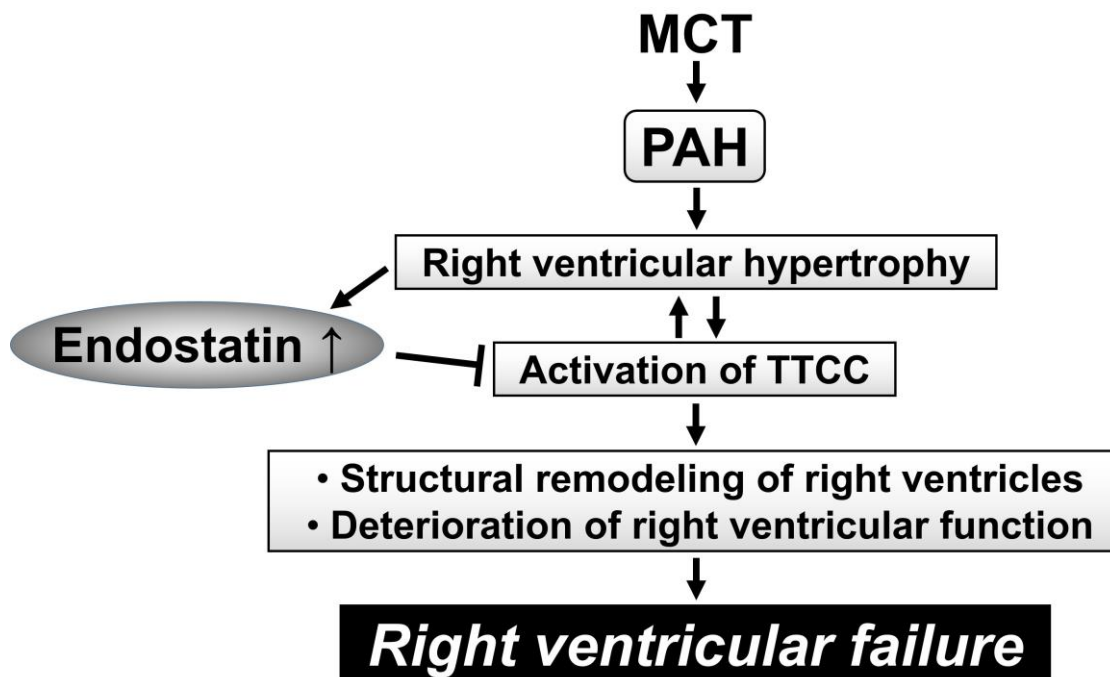 MCT
PAH
Right ventricular hypertrophy
Endostatin ↑
Activation of TTCC
• Structural remodeling of right ventricles
• Deterioration of right ventricular function
Right ventricular failure